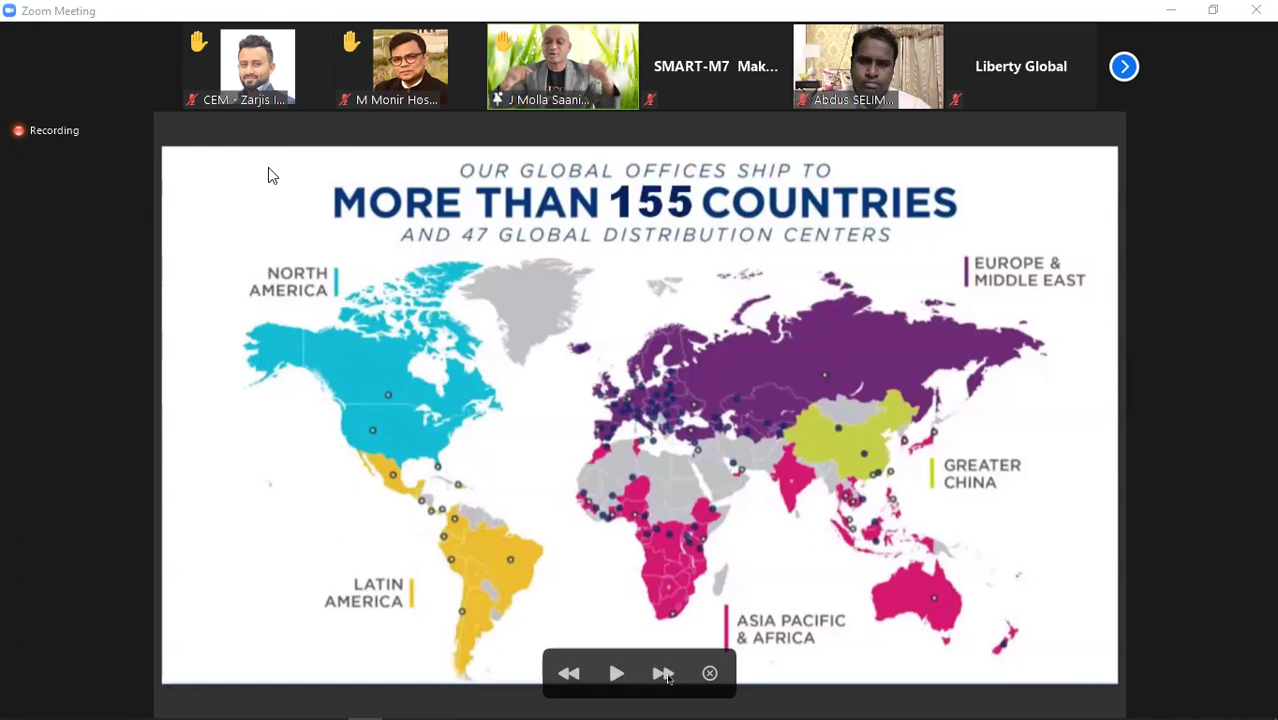 Zoom Meeting
CEM.- Zarjis I...
M Monir Hos...
J Molla Saani...
SMART-M7 Mak...
Abdus SELIM...
Liberty Global
Recording
OUR GLOBAL OFFICES SHIP TO
MORE THAN 155 COUNTRIES
AND 47 GLOBAL DISTRIBUTION CENTERS
NORTH
AMERICA
EUROPE &
MIDDLE EAST
GREATER
CHINA
LATIN
AMERICA
ASIA PACIFIC
& AFRICA